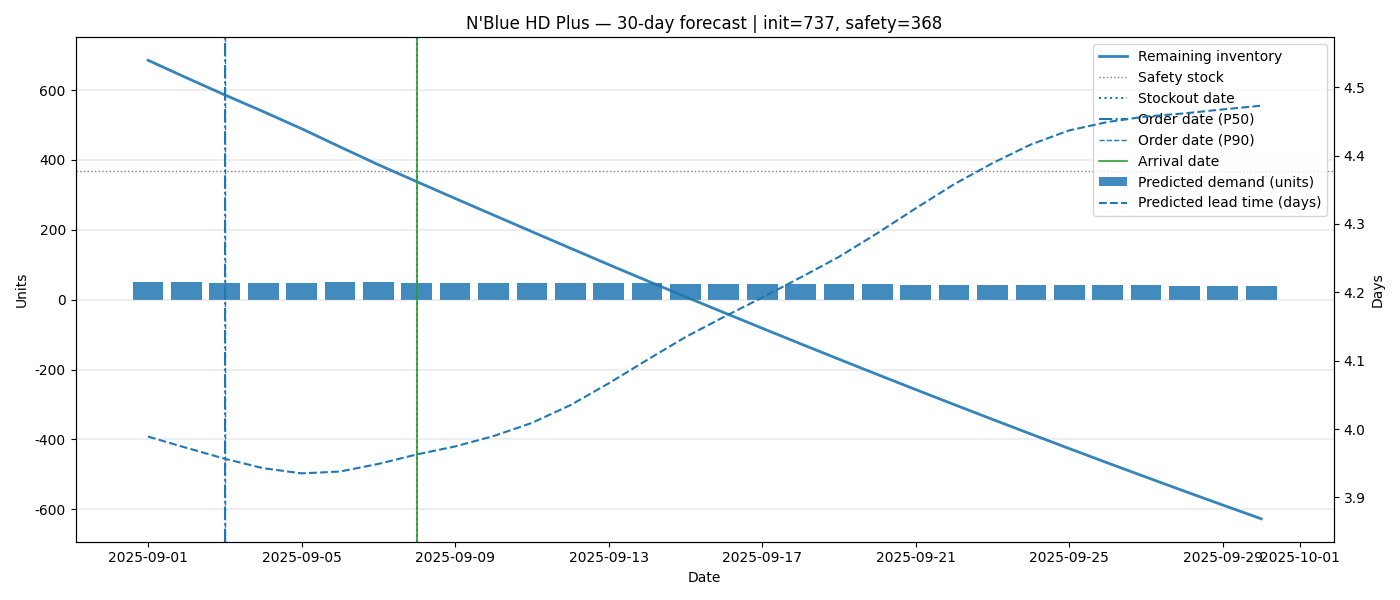 N'Blue HD Plus — 30-day forecast | init=737, safety=368
Remaining inventory
Safety stock
Stockout date
Order date (P50)
Order date (P90)
Arrival date
Predicted demand (units)
Predicted lead time (days)
Units
600
400
200
0
-200
-400
-600
Days
4.5
4.4
4.3
4.2
4.1
4.0
3.9
2025-09-01
2025-09-05
2025-09-09
2025-09-13
2025-09-17
2025-09-21
2025-09-25
2025-09-29
2025-10-01
Date